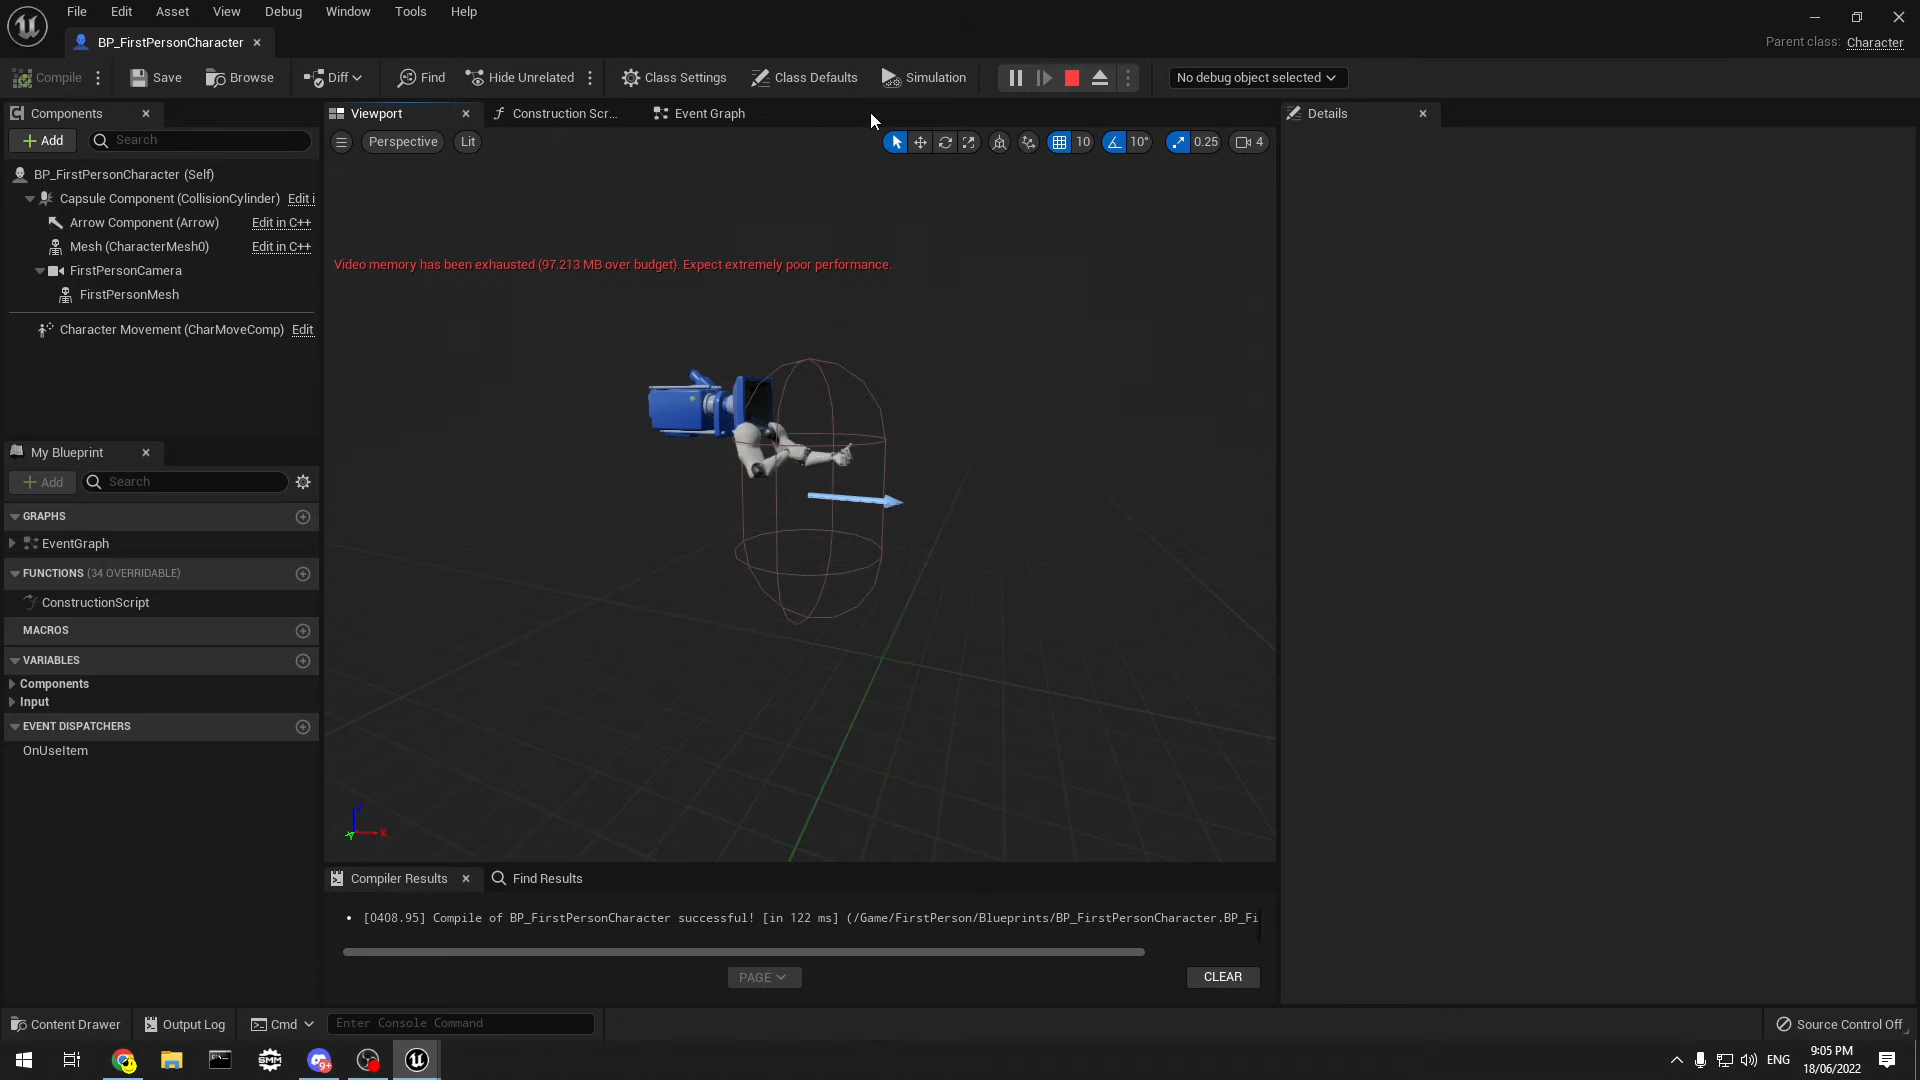 File Edit Asset View Debug Window Tools Help
BP_FirstPersonCharacter
Parent class: Character
Compile Save Browse Diff Find Hide Unrelated Class Settings Class Defaults Simulation No debug object selected
Components
Add Search
BP_FirstPersonCharacter (Self)
Capsule Component (CollisionCylinder) Edit i
Arrow Component (Arrow) Edit in C++
Mesh (CharacterMesh0) Edit in C++
FirstPersonCamera
FirstPersonMesh
Character Movement (CharMoveComp) Edit
My Blueprint
Add Search
GRAPHS
EventGraph
FUNCTIONS (34 OVERRIDABLE)
ConstructionScript
MACROS
VARIABLES
Components
Input
EVENT DISPATCHERS
OnUseItem
Viewport Construction Scr... Event Graph
Perspective Lit 10 10° 0.25 4
Video memory has been exhausted (97.213 MB over budget). Expect extremely poor performance.
Z
X
Y
Compiler Results Find Results
[0408.95] Compile of BP_FirstPersonCharacter successful! [in 122 ms] (/Game/FirstPerson/Blueprints/BP_FirstPersonCharacter.BP_Fi
PAGE CLEAR
Details
Content Drawer Output Log Cmd Enter Console Command Source Control Off
SMM 9+ ENG 9:05 PM
18/06/2022